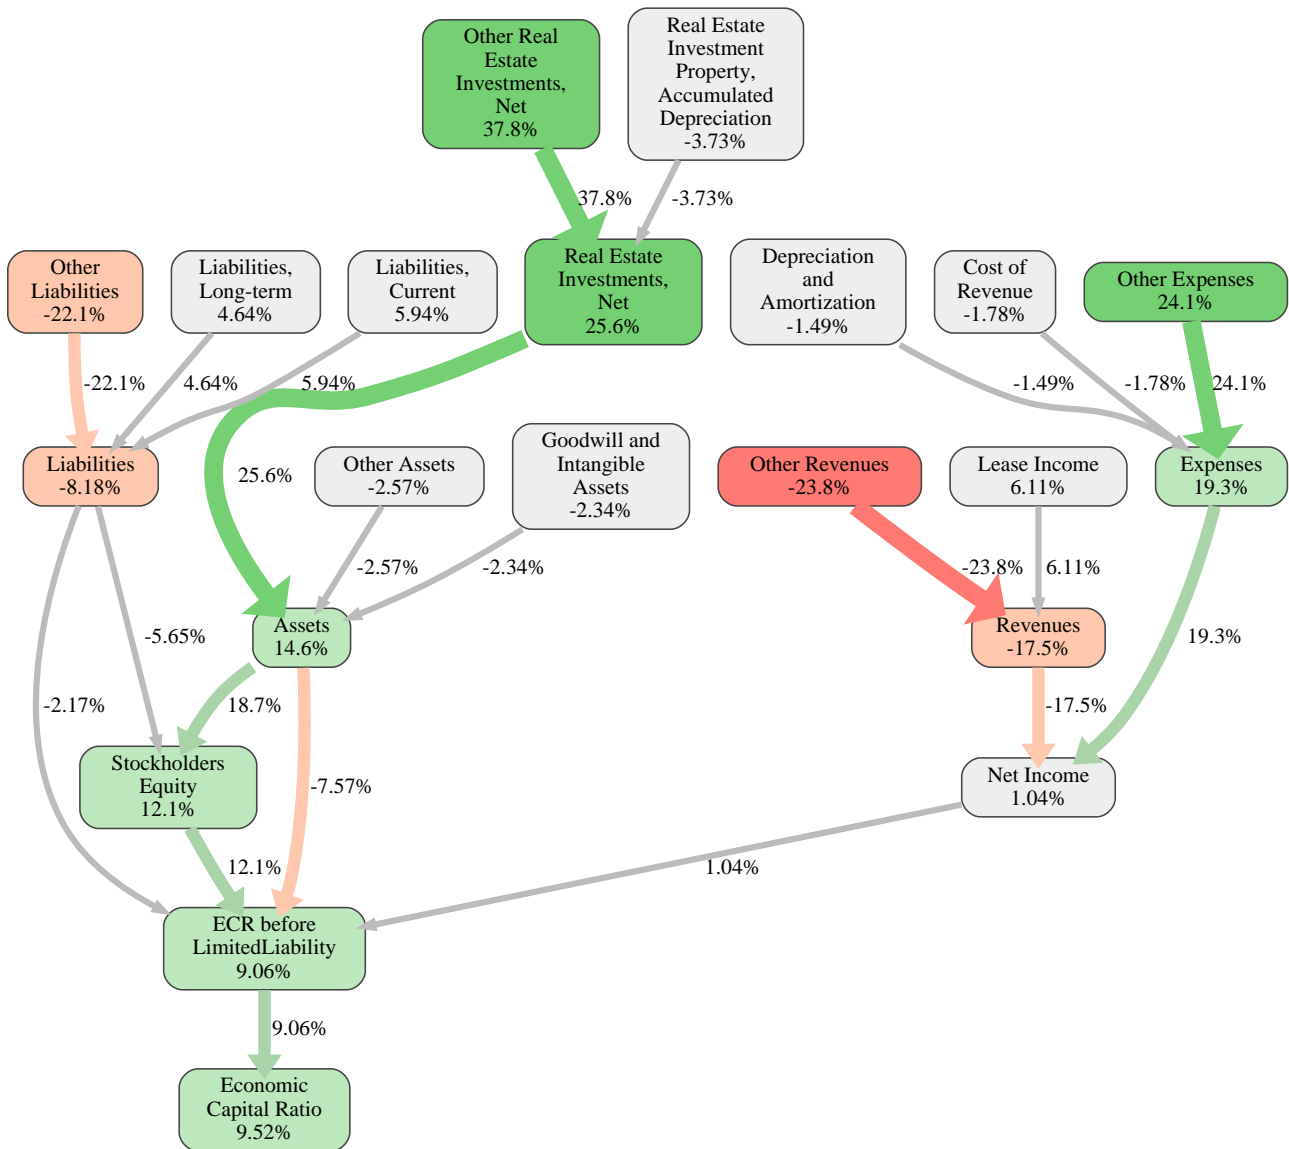 Other Real
Estate
Investments,
Net
37.8%
Real Estate
Investment
Property,
Accumulated
Depreciation
-3.73%
37.8%
-3.73%
Other
Liabilities
-22.1%
Liabilities,
Long-term
4.64%
Liabilities,
Current
5.94%
Real Estate
Investments,
Net
25.6%
Depreciation
and
Amortization
-1.49%
Cost of
Revenue
-1.78%
Other Expenses
24.1%
-22.1%
4.64%
5.94%
-1.49%
-1.78%
24.1%
Liabilities
-8.18%
25.6%
Other Assets
-2.57%
Goodwill and
Intangible
Assets
-2.34%
Other Revenues
-23.8%
Lease Income
6.11%
Expenses
19.3%
-2.57%
-2.34%
-23.8%
6.11%
-5.65%
Assets
14.6%
Revenues
-17.5%
19.3%
-2.17%
18.7%
-17.5%
Stockholders
Equity
12.1%
-7.57%
Net Income
1.04%
12.1%
1.04%
ECR before
LimitedLiability
9.06%
9.06%
Economic
Capital Ratio
9.52%